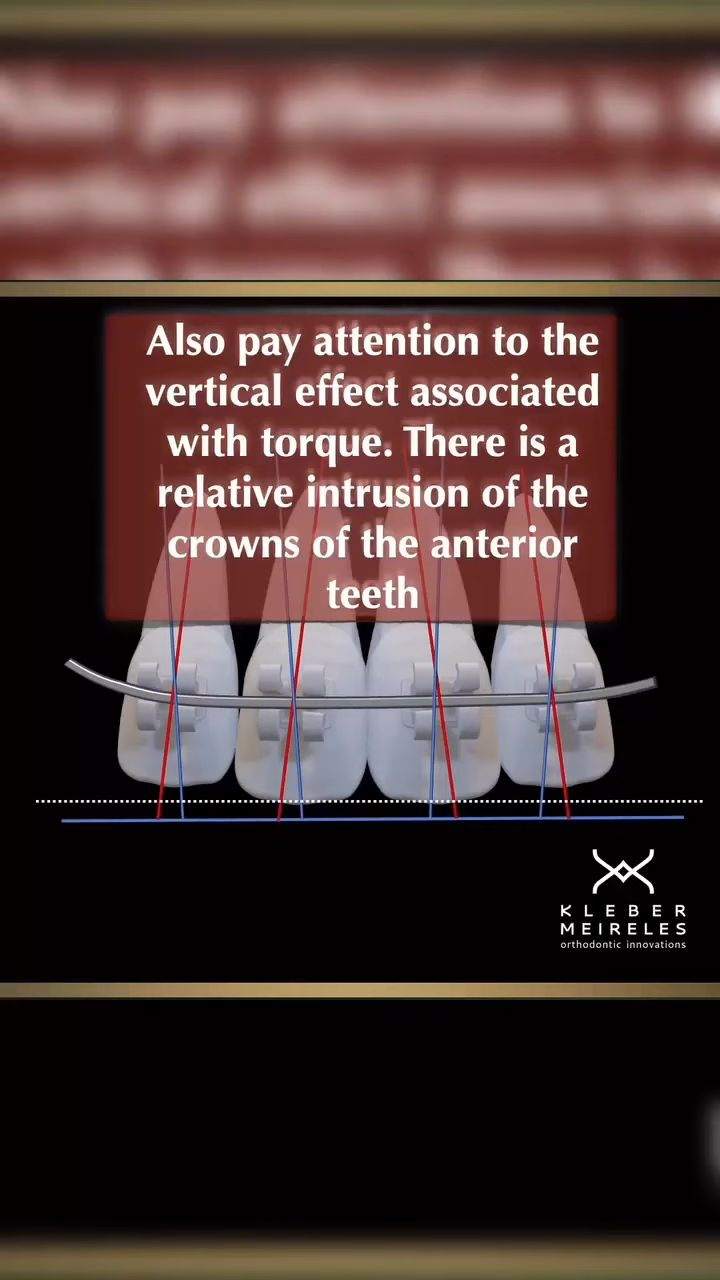 Also pay attention to the
vertical effect associated
with torque. There is a
relative intrusion of the
crowns of the anterior
teeth
KLEBER
MEIRELES
orthodontic innovations